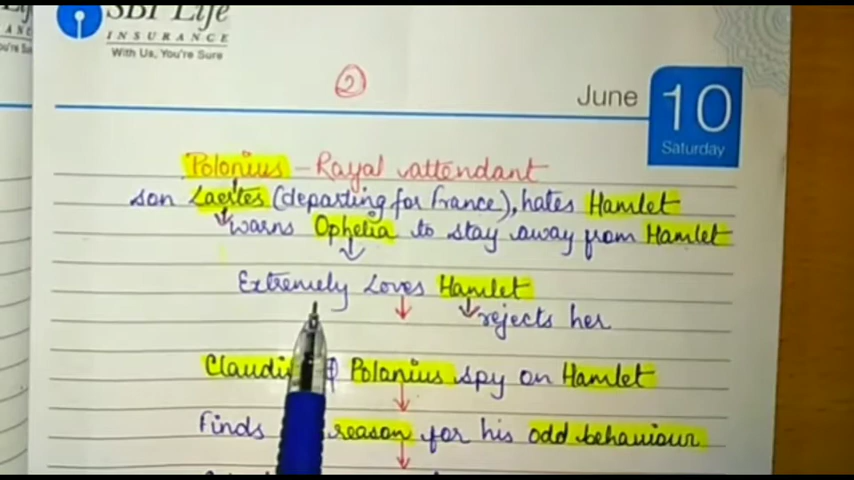 SBI Life
INSURANCE
With Us, You're Sure
2
June 10
Saturday
Polonius - Royal attendant
son Laertes (departing for France), hates Hamlet
warns Ophelia to stay away from Hamlet
Extremely Loves Hamlet
rejects her
Polonius spy on Hamlet
Finds reason for his odd behaviour